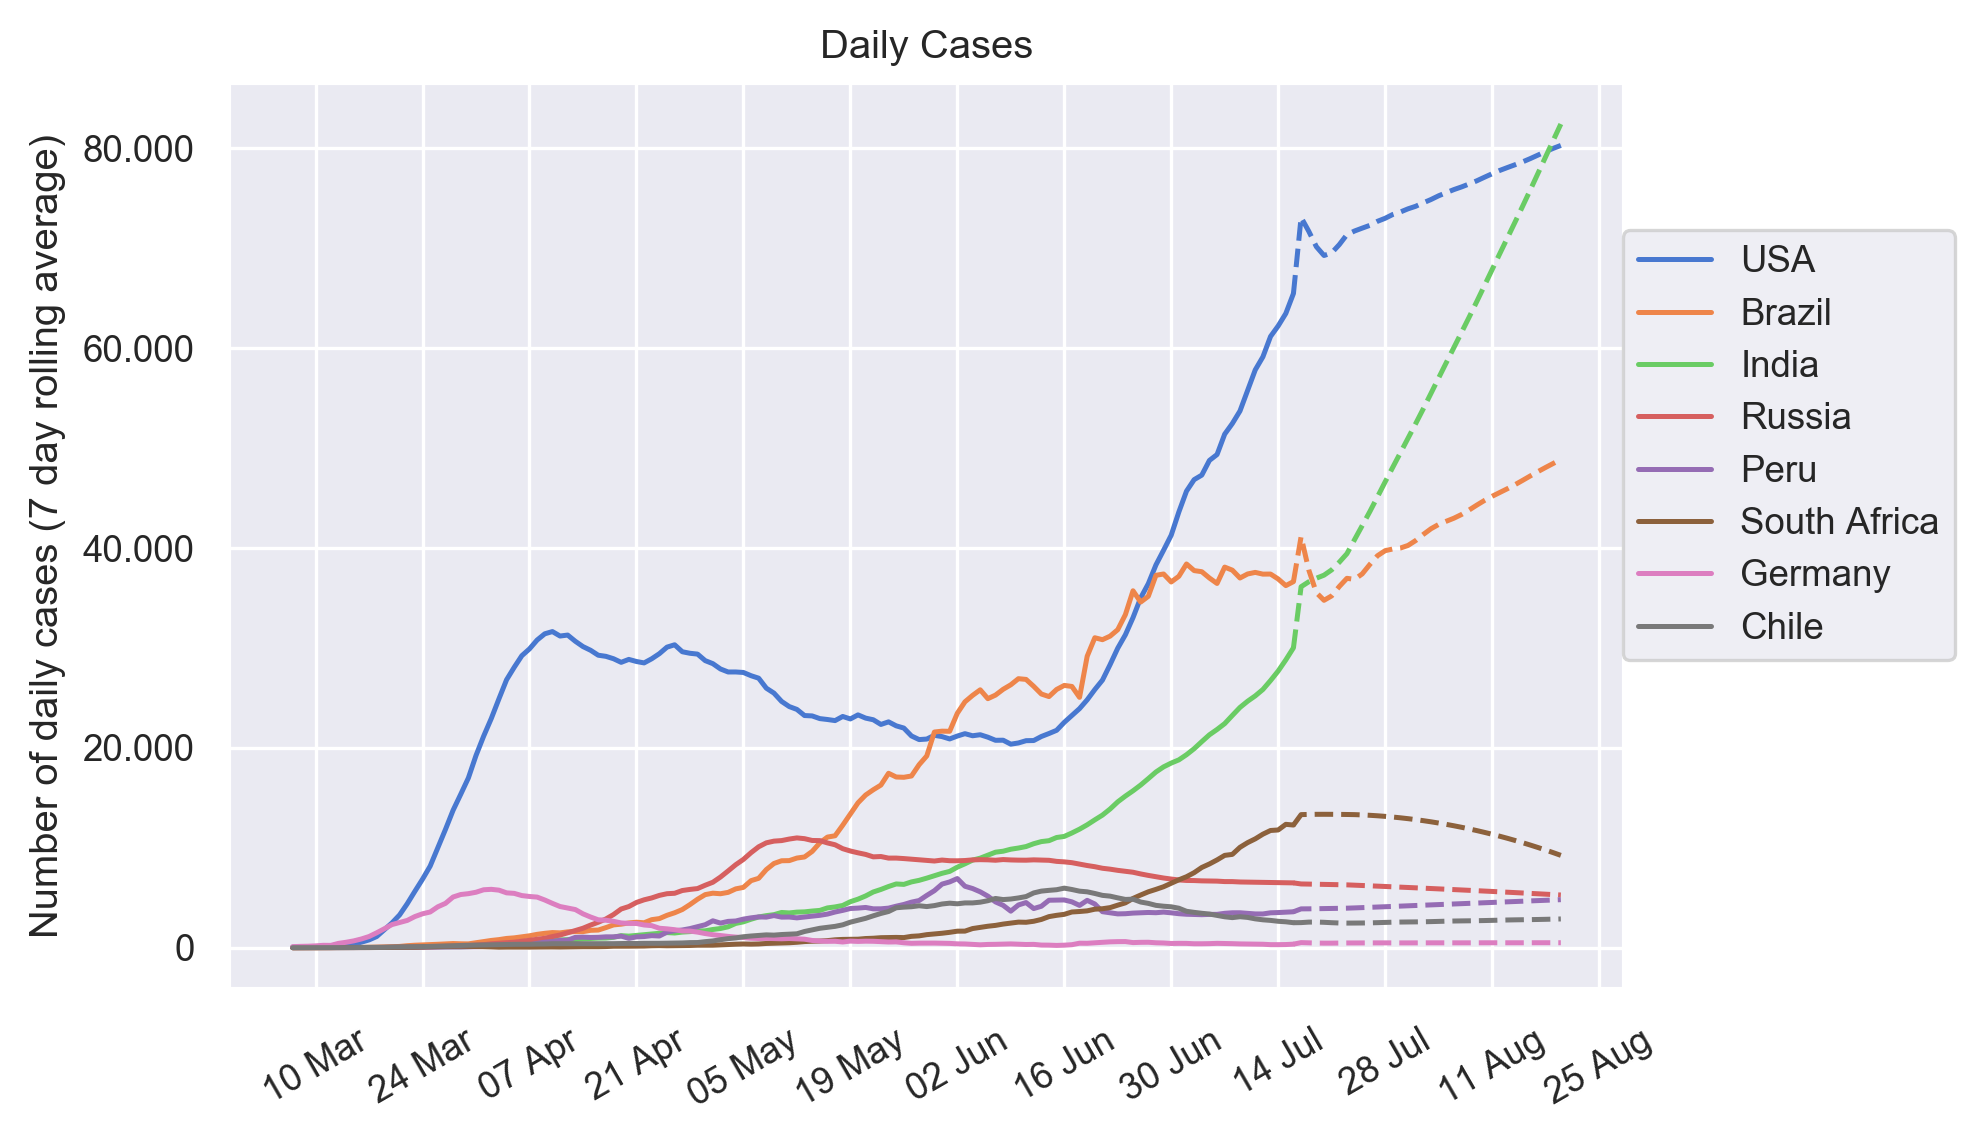 Daily Cases
Number of daily cases (7 day rolling average)
80.000
60.000
40.000
20.000
0
10 Mar
24 Mar
07 Apr
21 Apr
05 May
19 May
02 Jun
16 Jun
30 Jun
14 Jul
28 Jul
11 Aug
25 Aug
USA
Brazil
India
Russia
Peru
South Africa
Germany
Chile